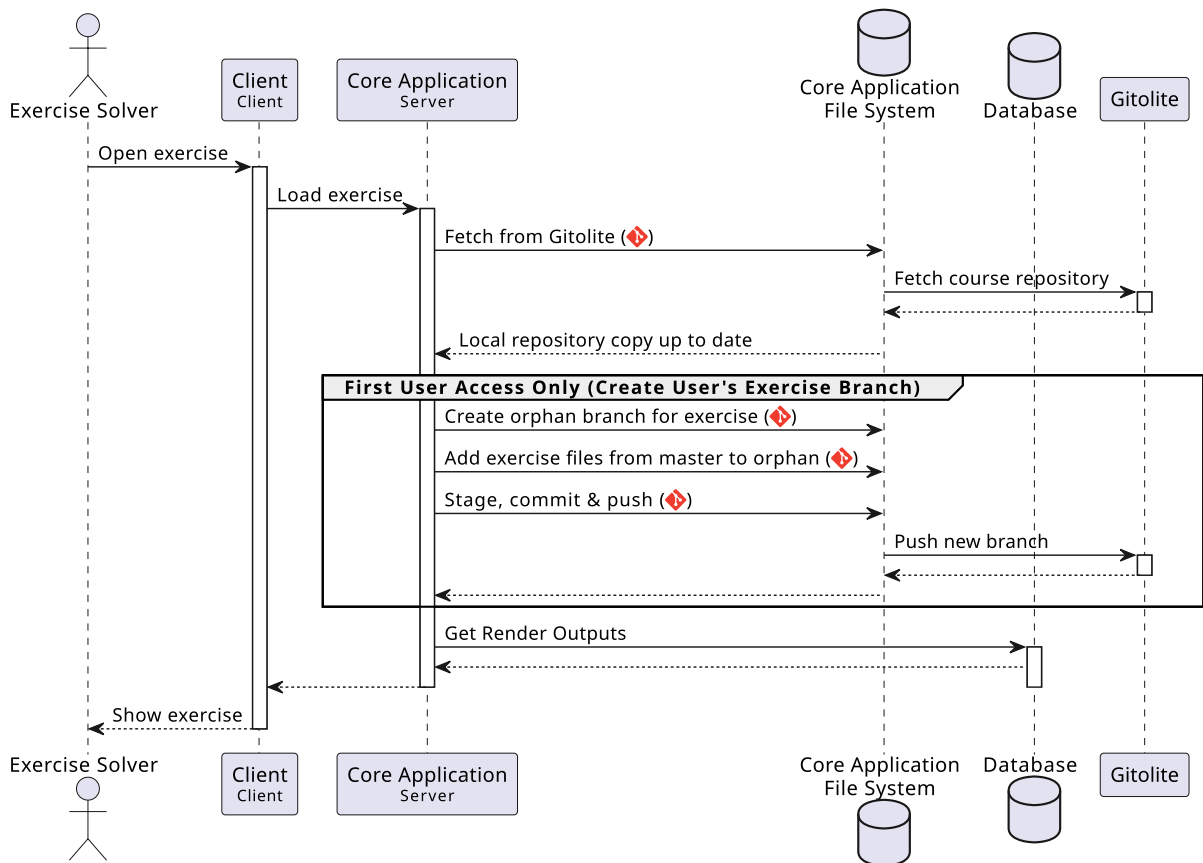 Exercise Solver
Client
Client
Core Application
Server
Core Application
File System
Database
Gitolite
Open exercise
Load exercise
Fetch from Gitolite ()
Fetch course repository
Local repository copy up to date
First User Access Only (Create User's Exercise Branch)
Create orphan branch for exercise ()
Add exercise files from master to orphan ()
Stage, commit & push ()
Push new branch
Get Render Outputs
Show exercise
Exercise Solver
Client
Client
Core Application
Server
Core Application
File System
Database
Gitolite